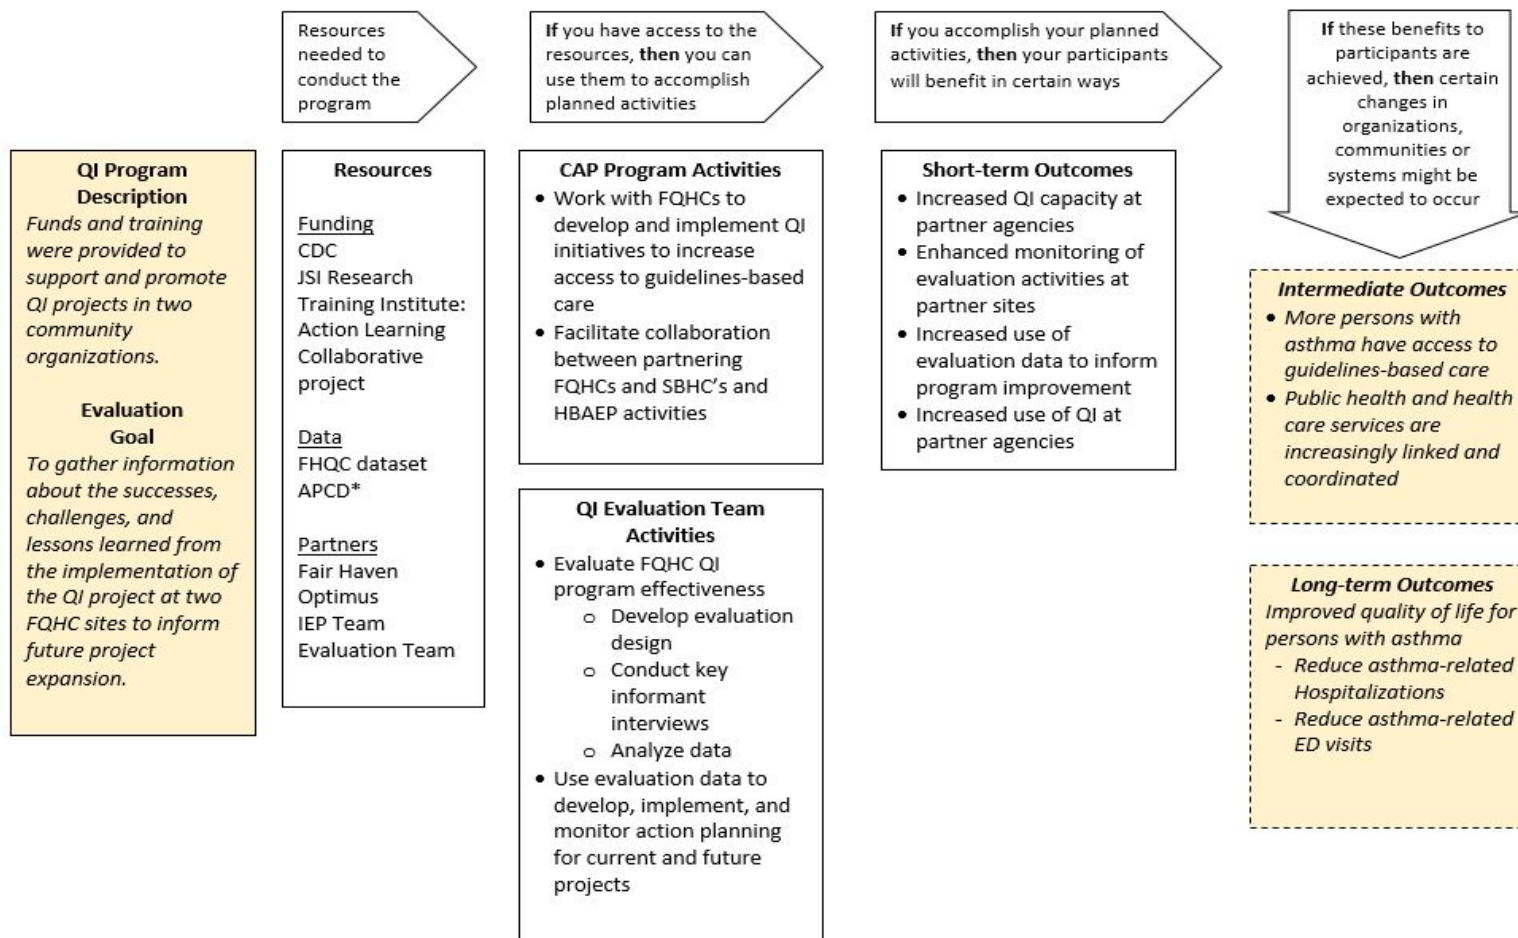 Resources
needed to
conduct the
program
If you have access to the
resources, then you can
use them to accomplish
planned activities
If you accomplish your planned
activities, then your participants
will benefit in certain ways
If these benefits to
participants are
achieved, then certain
changes in
organizations,
communities or
systems might be
expected to occur
QI Program
Description
Funds and training
were provided to
support and promote
QI projects in two
community
organizations.
Evaluation
Goal
To gather information
about the successes,
challenges, and
lessons learned from
the implementation of
the QI project at two
FQHC sites to inform
future project
expansion.
Resources
Funding
CDC
JSI Research
Training Institute:
Action Learning
Collaborative
project
Data
FHQC dataset
APCD*
Partners
Fair Haven
Optimus
IEP Team
Evaluation Team
CAP Program Activities
• Work with FQHCs to
develop and implement QI
initiatives to increase
access to guidelines-based
care
• Facilitate collaboration
between partnering
FQHCs and SBHC's and
HBAEP activities
QI Evaluation Team
Activities
• Evaluate FQHC QI
program effectiveness
o Develop evaluation
design
o Conduct key
informant
interviews
o Analyze data
• Use evaluation data to
develop, implement, and
monitor action planning
for current and future
projects
Short-term Outcomes
• Increased QI capacity at
partner agencies
• Enhanced monitoring of
evaluation activities at
partner sites
• Increased use of
evaluation data to inform
program improvement
• Increased use of QI at
partner agencies
Intermediate Outcomes
• More persons with
asthma have access to
guidelines-based care
• Public health and health
care services are
increasingly linked and
coordinated
Long-term Outcomes
Improved quality of life for
persons with asthma
- Reduce asthma-related
Hospitalizations
- Reduce asthma-related
ED visits